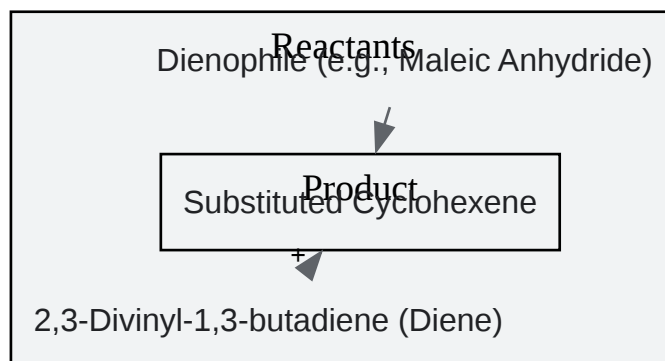 Reactants
Dienophile (e.g., Maleic Anhydride)
Product
Substituted Cyclohexene
+
2,3-Divinyl-1,3-butadiene (Diene)